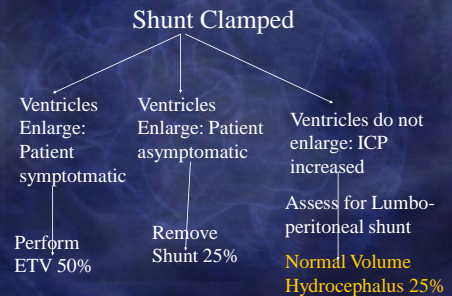 Shunt Clamped
Ventricles
Enlarge:
Patient
symptotmatic
Perform
ETV 50%
Ventricles
Enlarge: Patient
asymptomatic
Remove
Shunt 25%
Ventricles do not
enlarge: ICP
increased
Assess for Lumbo-
peritoneal shunt
Normal Volume
Hydrocephalus 25%